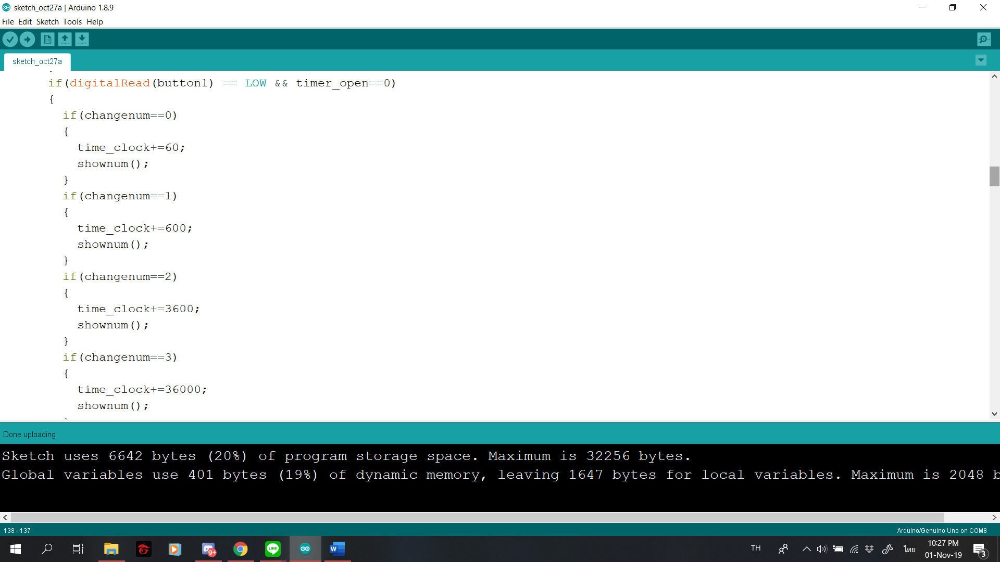 sketch_oct27a | Arduino 1.8.9
File Edit Sketch Tools Help
sketch_oct27a
if(digitalRead(button1) == LOW && timer_open==0)
{
if(changenum==0)
{
time_clock+=60;
shownum();
}
if(changenum==1)
{
time_clock+=600;
shownum();
}
if(changenum==2)
{
time_clock+=3600;
shownum();
}
if(changenum==3)
{
time_clock+=36000;
shownum();
Done uploading.
Sketch uses 6642 bytes (20%) of program storage space. Maximum is 32256 bytes.
Global variables use 401 bytes (19%) of dynamic memory, leaving 1647 bytes for local variables. Maximum is 2048 b
138 - 137
Arduino/Genuino Uno on COM8
9+
LINE
W
TH
ไทย
10:27 PM
01-Nov-19
3